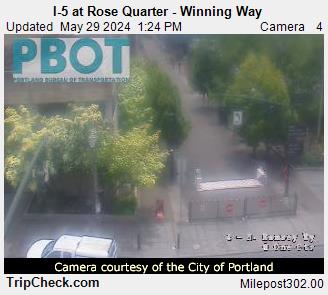 I-5 at Rose Quarter - Winning Way
Updated May 29 2024 1:24 PM Camera 4
PBOT
PORTLAND BUREAU OF TRANSPORTATION
Camera courtesy of the City of Portland
TripCheck.com Milepost302.00